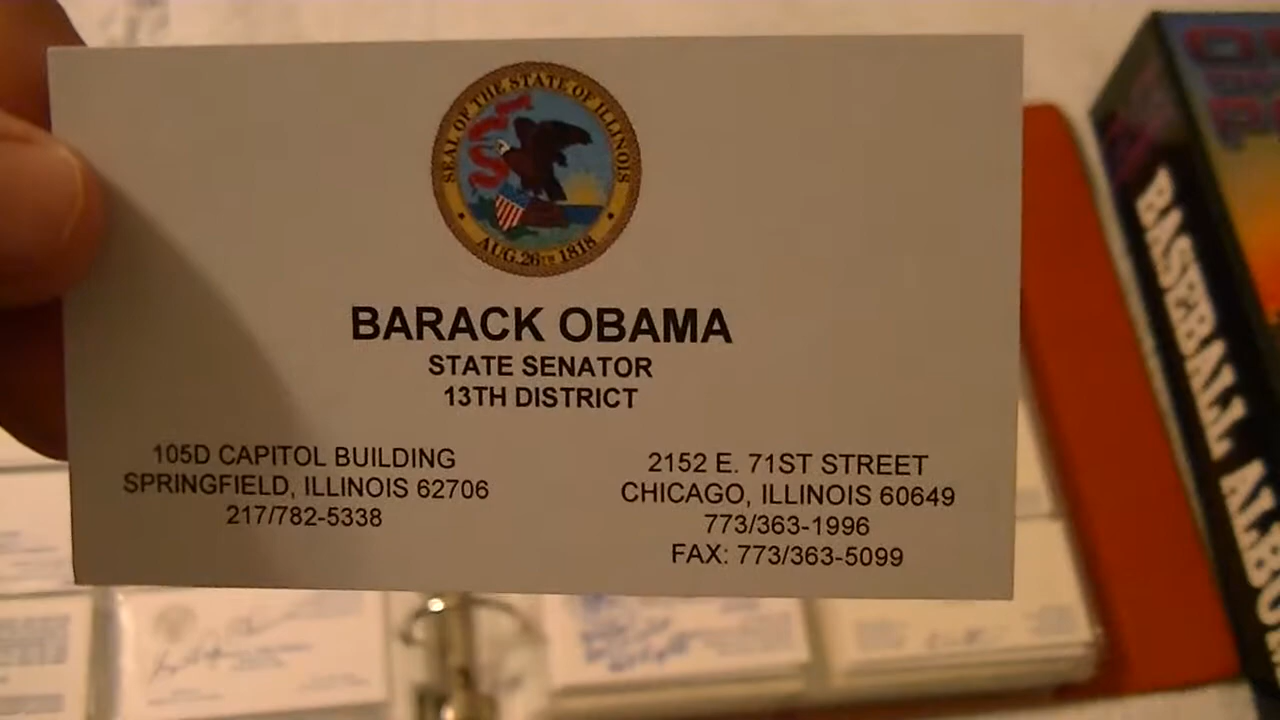 SEAL OF THE STATE OF ILLINOIS
AUG. 26TH 1818
BARACK OBAMA
STATE SENATOR
13TH DISTRICT
105D CAPITOL BUILDING
SPRINGFIELD, ILLINOIS 62706
217/782-5338
2152 E. 71ST STREET
CHICAGO, ILLINOIS 60649
773/363-1996
FAX: 773/363-5099
BASEBALL ALBUM